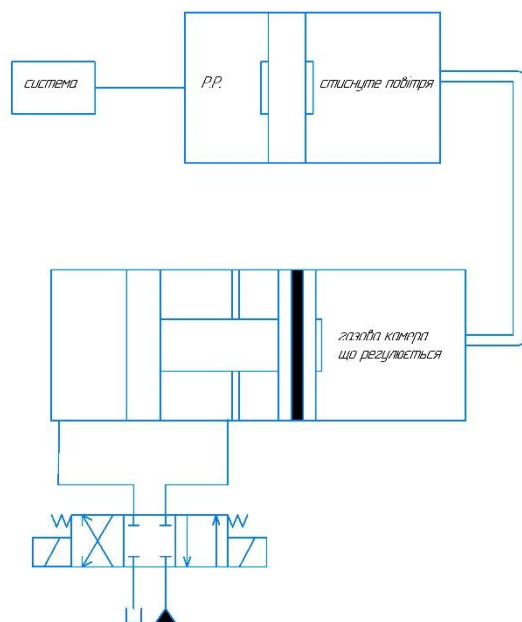 система
Р.Р.
стиснуте повітря
газова камера
що регулюється